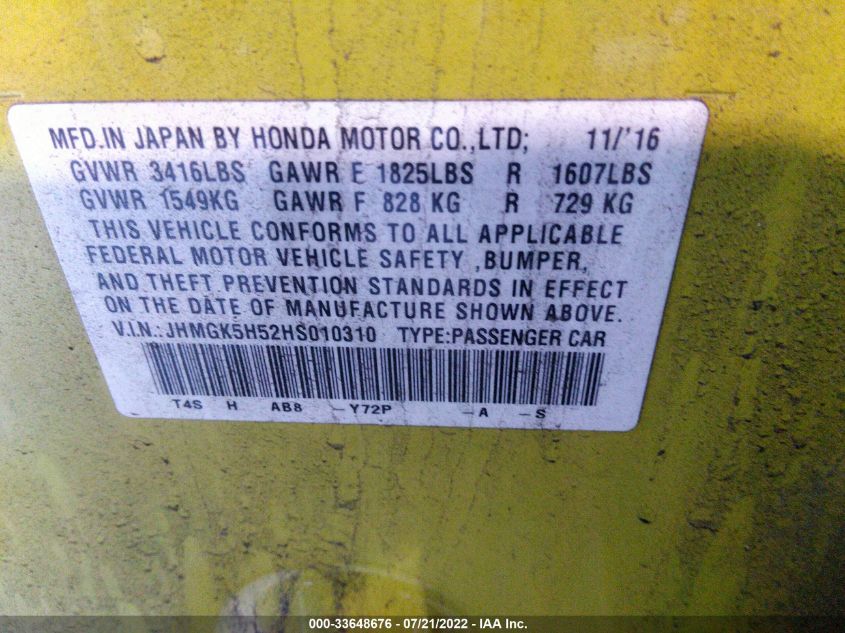 MFD.IN JAPAN BY HONDA MOTOR CO.,LTD; 11/'16
GVWR 3416LBS GAWR F 1825LBS R 1607LBS
GVWR 1549KG GAWR F 828 KG R 729 KG
THIS VEHICLE CONFORMS TO ALL APPLICABLE
FEDERAL MOTOR VEHICLE SAFETY ,BUMPER,
AND THEFT PREVENTION STANDARDS IN EFFECT
ON THE DATE OF MANUFACTURE SHOWN ABOVE.
V.I.N.:JHMGK5H52HS010310 TYPE:PASSENGER CAR
T4S H AB8 -Y72P -A -S
000-33648676 / 07/21/2022 - IAA Inc.